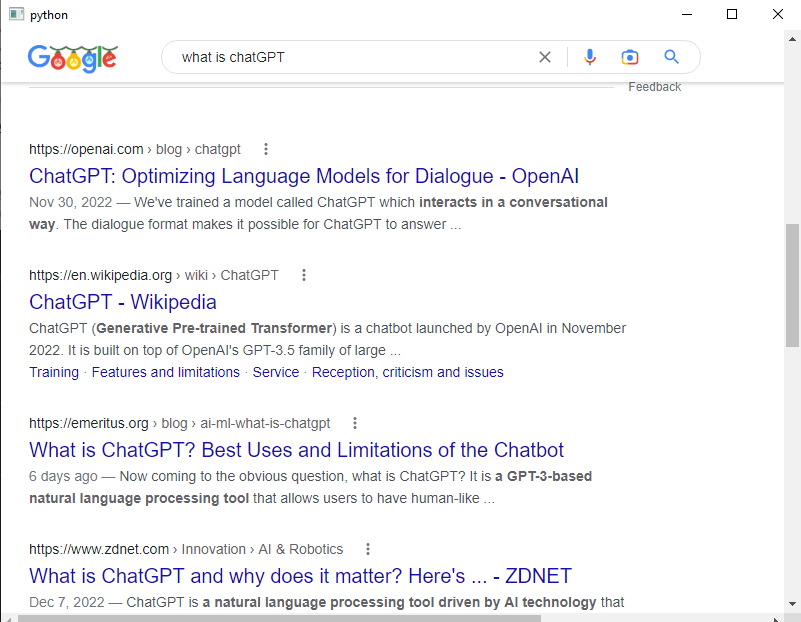 python
Google
what is chatGPT
Feedback
https://openai.com › blog › chatgpt
ChatGPT: Optimizing Language Models for Dialogue - OpenAI
Nov 30, 2022 — We've trained a model called ChatGPT which interacts in a conversational
way. The dialogue format makes it possible for ChatGPT to answer ...
https://en.wikipedia.org › wiki › ChatGPT
ChatGPT - Wikipedia
ChatGPT (Generative Pre-trained Transformer) is a chatbot launched by OpenAI in November
2022. It is built on top of OpenAI's GPT-3.5 family of large ...
Training · Features and limitations · Service · Reception, criticism and issues
https://emeritus.org › blog › ai-ml-what-is-chatgpt
What is ChatGPT? Best Uses and Limitations of the Chatbot
6 days ago — Now coming to the obvious question, what is ChatGPT? It is a GPT-3-based
natural language processing tool that allows users to have human-like ...
https://www.zdnet.com › Innovation › AI & Robotics
What is ChatGPT and why does it matter? Here's ... - ZDNET
Dec 7, 2022 — ChatGPT is a natural language processing tool driven by AI technology that